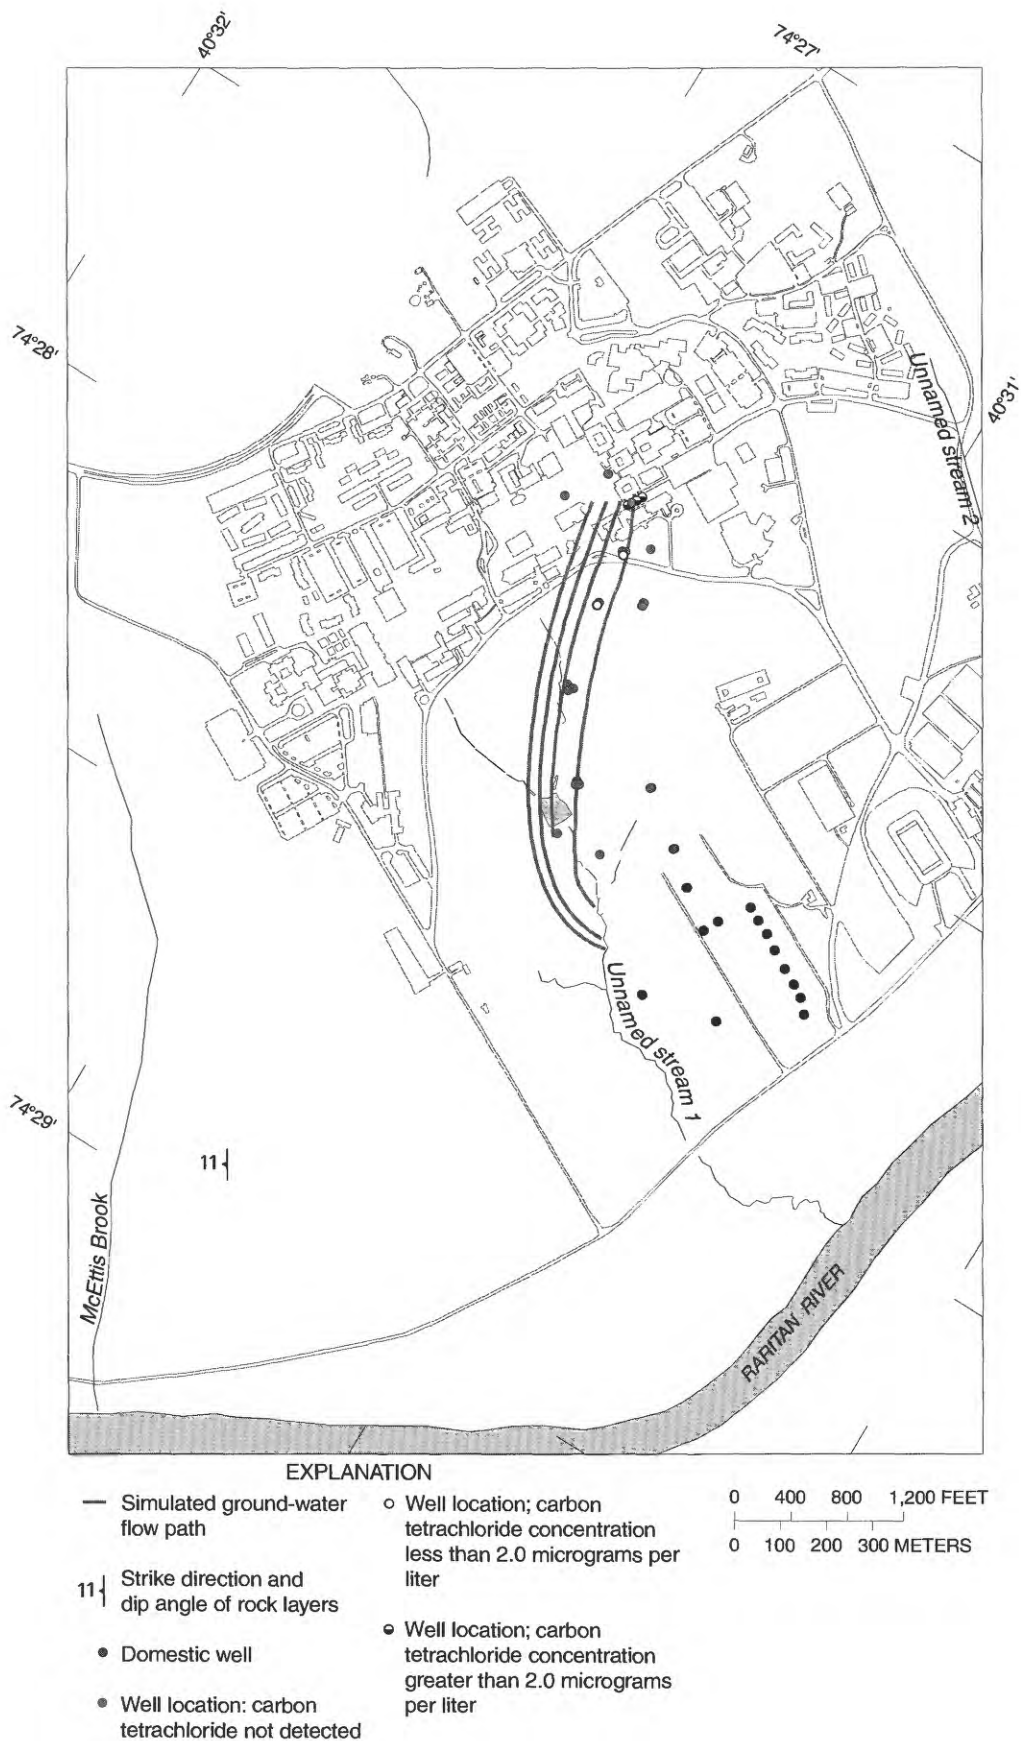 40°32'
74°27'
74°28'
40°31'
Unnamed stream 2
Unnamed stream 1
74°29'
11
McEttis Brook
RARITAN RIVER
EXPLANATION
Simulated ground-water
flow path
11
Strike direction and
dip angle of rock layers
Domestic well
Well location: carbon
tetrachloride not detected
Well location; carbon
tetrachloride concentration
less than 2.0 micrograms per
liter
Well location; carbon
tetrachloride concentration
greater than 2.0 micrograms
per liter
0 400 800 1,200 FEET
0 100 200 300 METERS